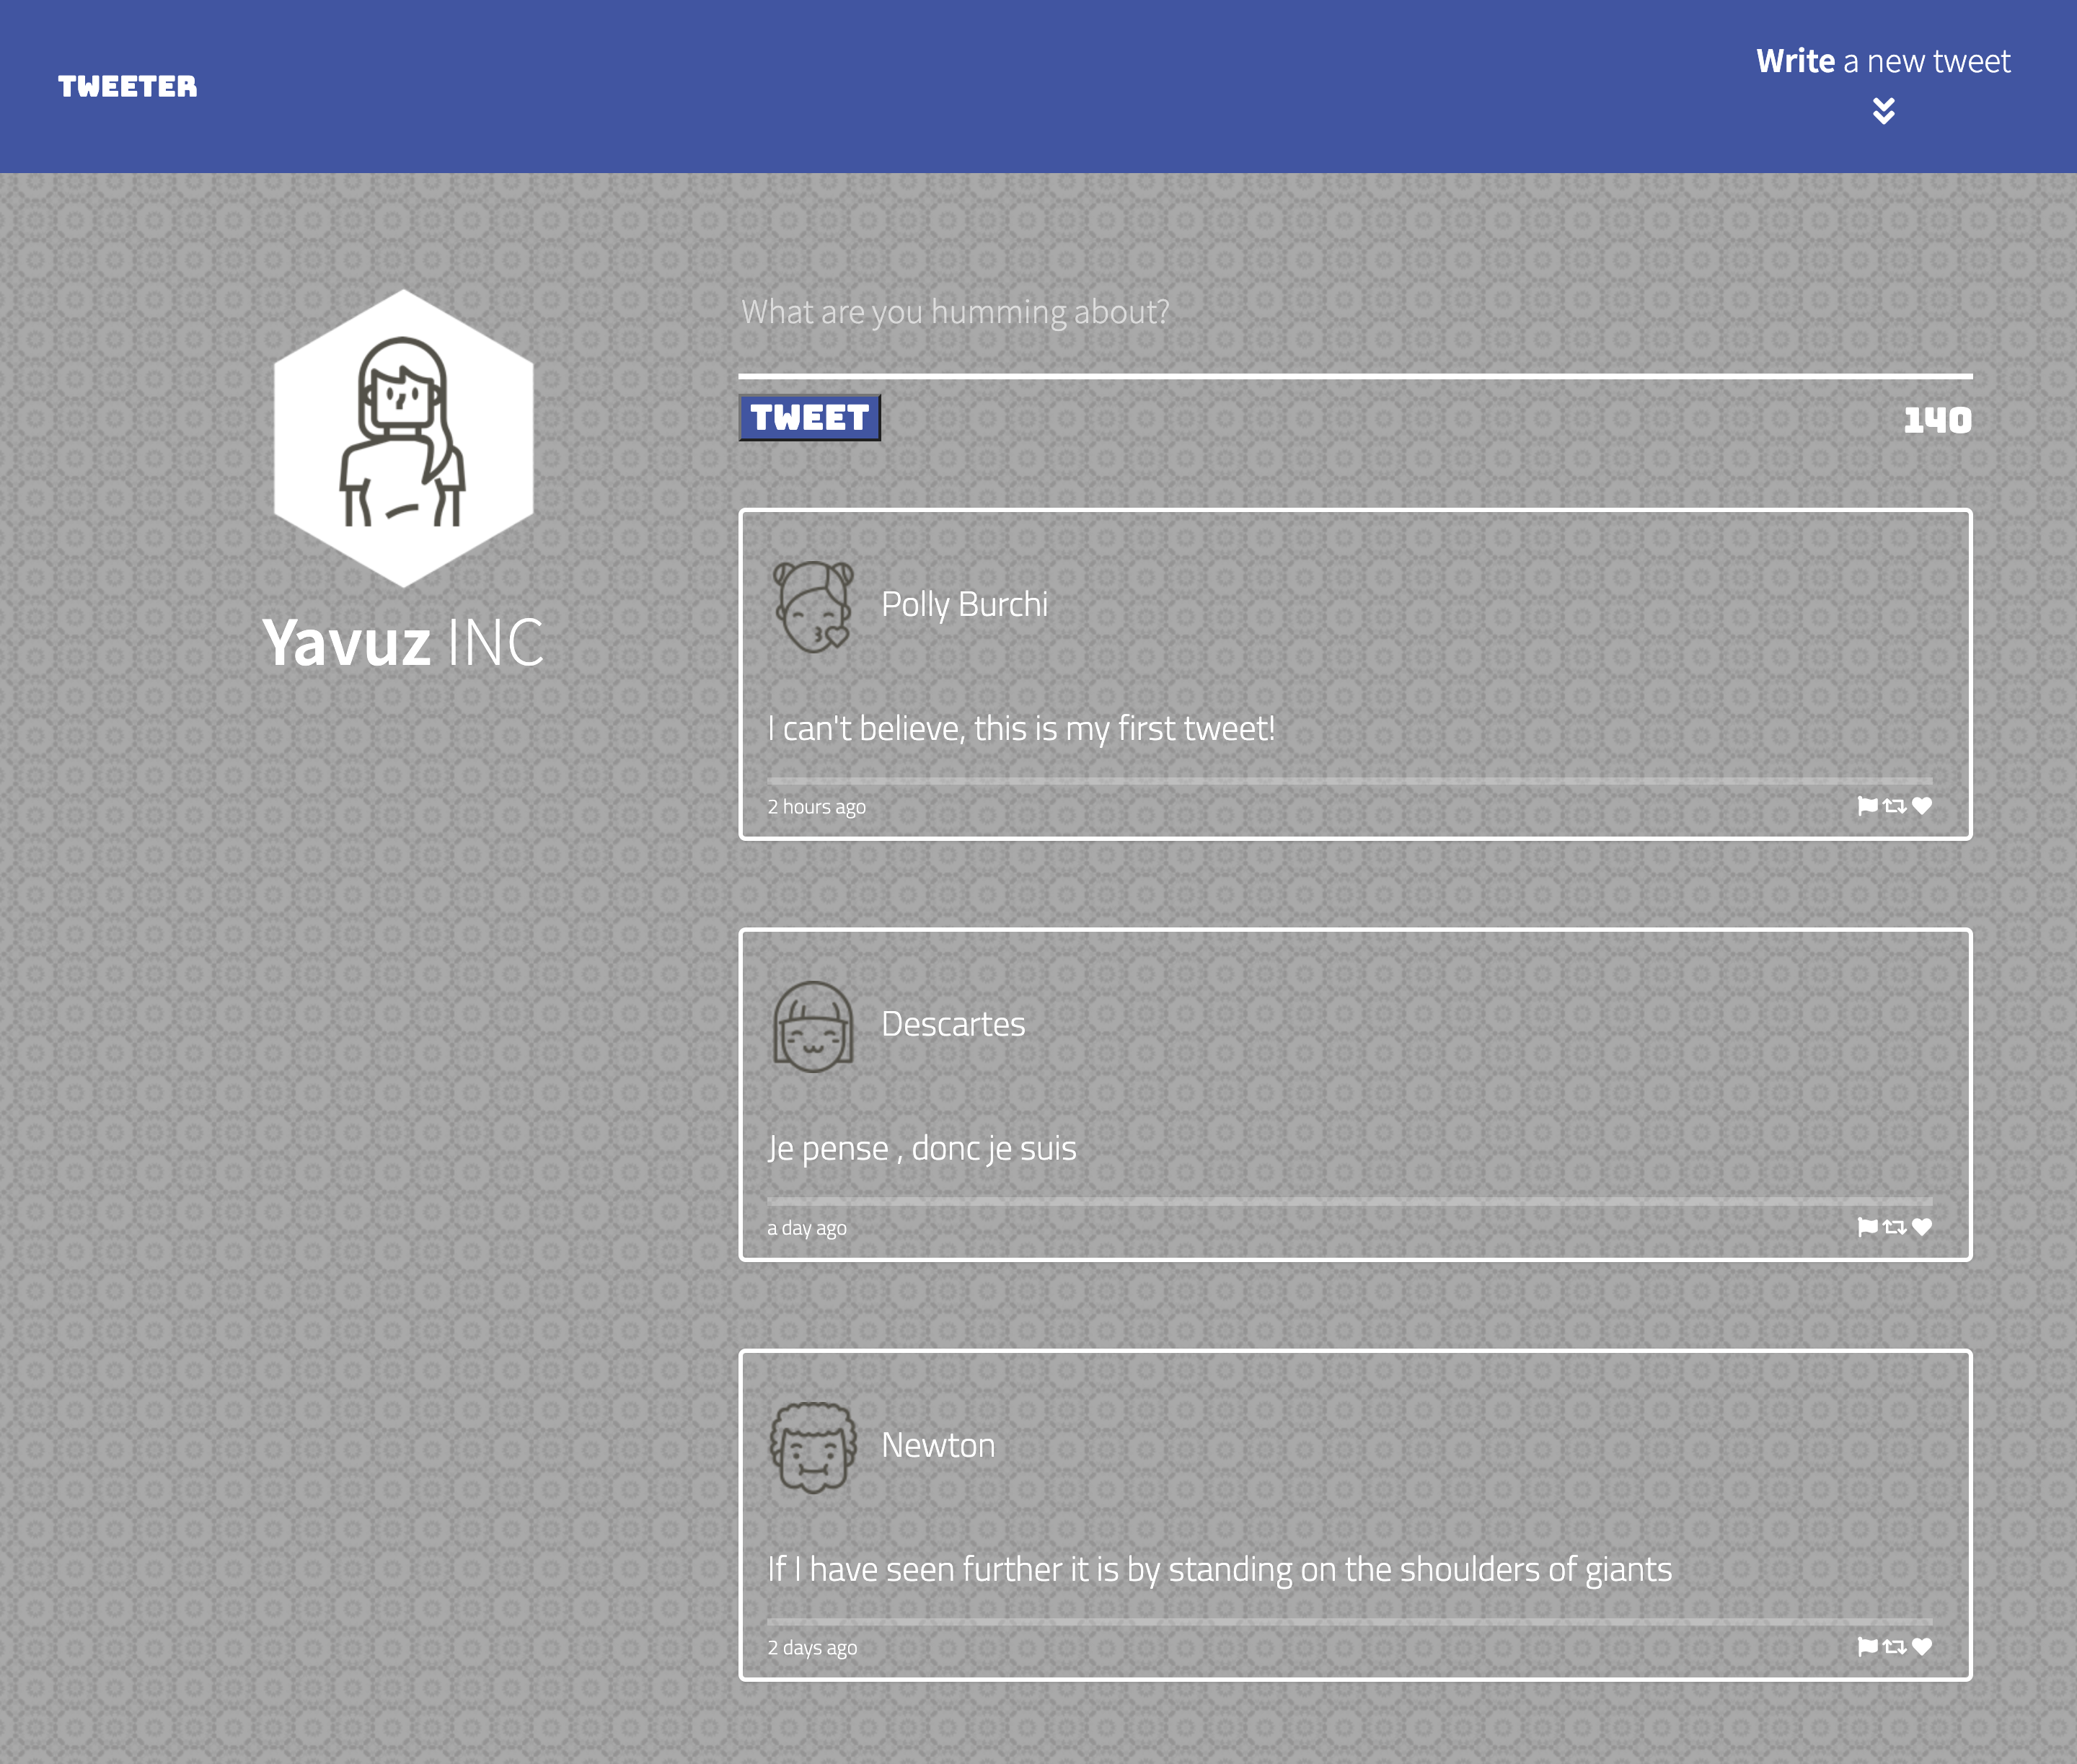 TWEETER
Write a new tweet
What are you humming about?
TWEET
140
Yavuz INC
Polly Burchi
I can't believe, this is my first tweet!
2 hours ago
Descartes
Je pense , donc je suis
a day ago
Newton
If I have seen further it is by standing on the shoulders of giants
2 days ago